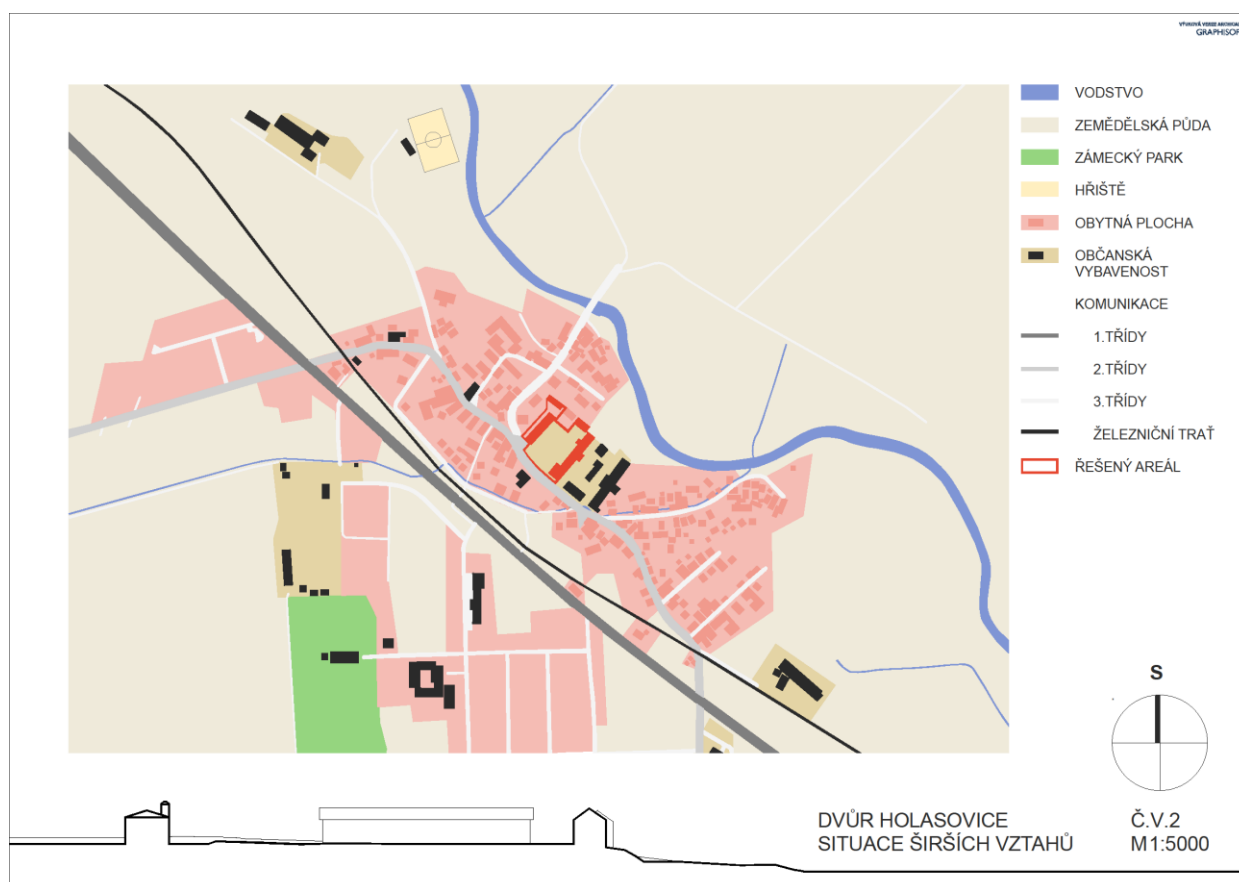 GRAPHISOF
VODSTVO
ZEMĚDĚLSKÁ PŮDA
ZÁMECKÝ PARK
HŘIŠTĚ
OBYTNÁ PLOCHA
OBČANSKÁ
VYBAVENOST
KOMUNIKACE
1.TŘÍDY
2.TŘÍDY
3.TŘÍDY
ŽELEZNIČNÍ TRAŤ
ŘEŠENÝ AREÁL
S
DVŮR HOLASOVICE
SITUACE ŠIRŠÍCH VZTAHŮ
Č.V.2
M1:5000